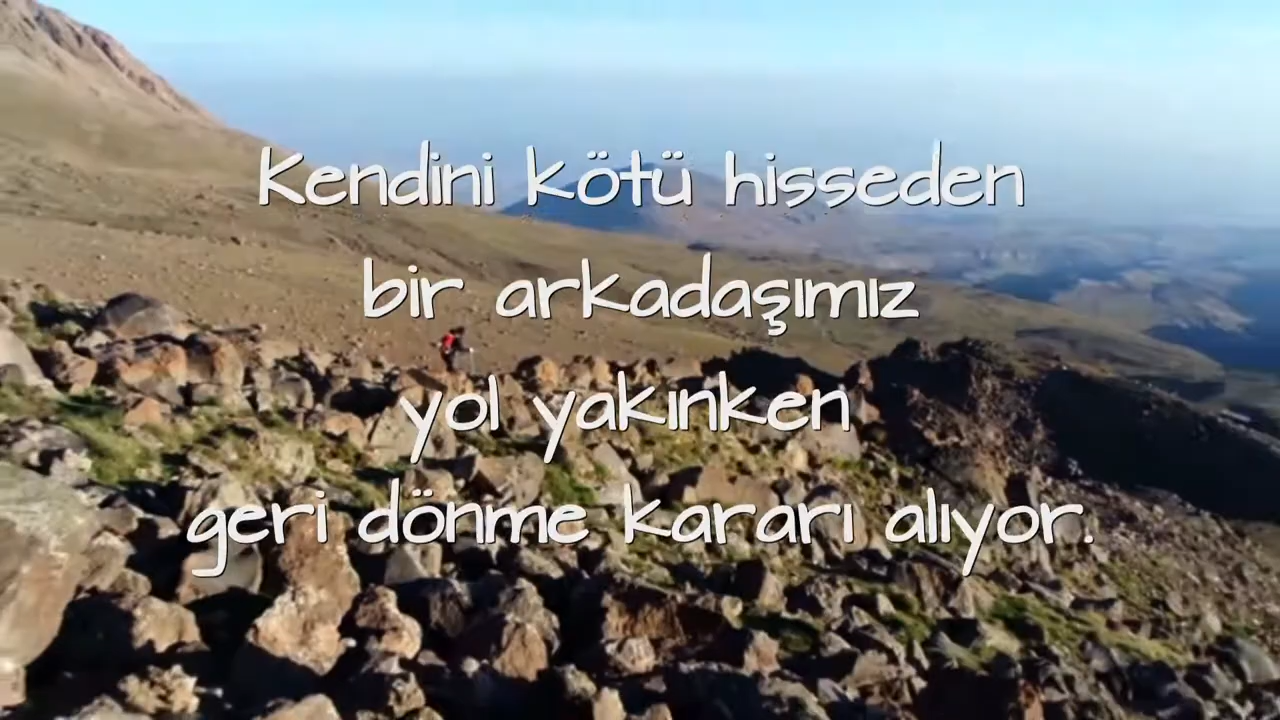 Kendini kötü hisseden
bir arkadaşımız
yol yakınken
geri dönme kararı alıyor.